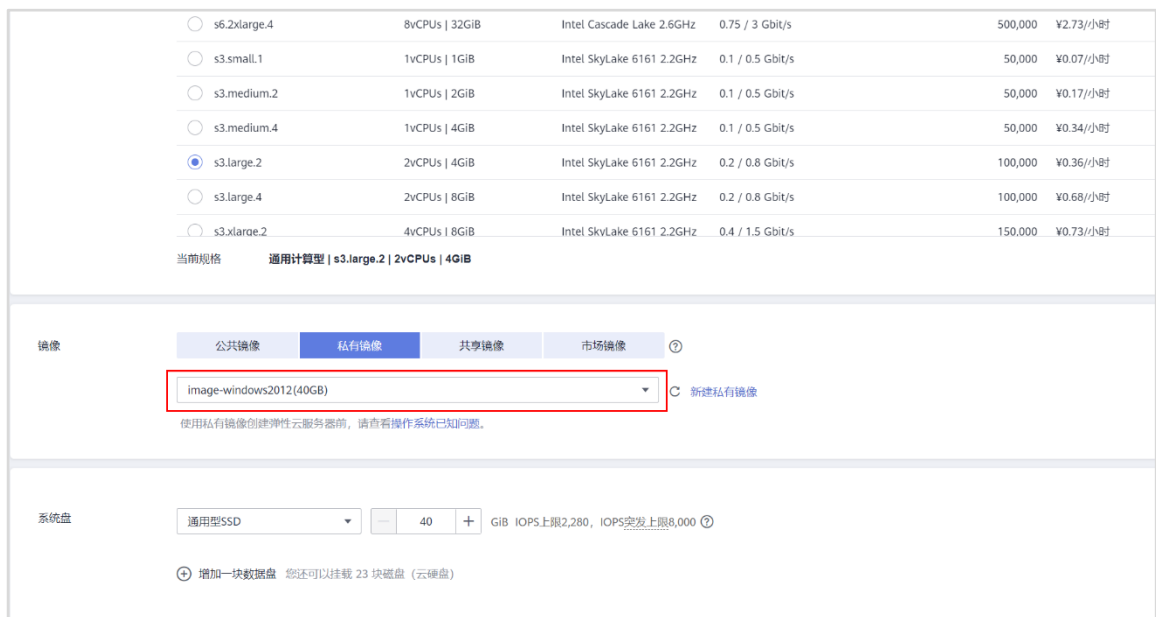 s6.2xlarge.4 8vCPUs | 32GiB Intel Cascade Lake 2.6GHz 0.75 / 3 Gbit/s 500,000 ¥2.73/小时
s3.small.1 1vCPUs | 1GiB Intel SkyLake 6161 2.2GHz 0.1 / 0.5 Gbit/s 50,000 ¥0.07/小时
s3.medium.2 1vCPUs | 2GiB Intel SkyLake 6161 2.2GHz 0.1 / 0.5 Gbit/s 50,000 ¥0.17/小时
s3.medium.4 1vCPUs | 4GiB Intel SkyLake 6161 2.2GHz 0.1 / 0.5 Gbit/s 50,000 ¥0.34/小时
s3.large.2 2vCPUs | 4GiB Intel SkyLake 6161 2.2GHz 0.2 / 0.8 Gbit/s 100,000 ¥0.36/小时
s3.large.4 2vCPUs | 8GiB Intel SkyLake 6161 2.2GHz 0.2 / 0.8 Gbit/s 100,000 ¥0.68/小时
s3.xlarge.2 4vCPUs | 8GiB Intel SkyLake 6161 2.2GHz 0.4 / 1.5 Gbit/s 150,000 ¥0.73/小时
当前规格 通用计算型 | s3.large.2 | 2vCPUs | 4GiB
镜像 公共镜像 私有镜像 共享镜像 市场镜像 ?
image-windows2012(40GB) 新建私有镜像
使用私有镜像创建弹性云服务器前，请查看操作系统已知问题。
系统盘 通用型SSD — 40 + GiB IOPS上限2,280，IOPS突发上限8,000 ?
增加一块数据盘 您还可以挂载 23 块磁盘（云硬盘）